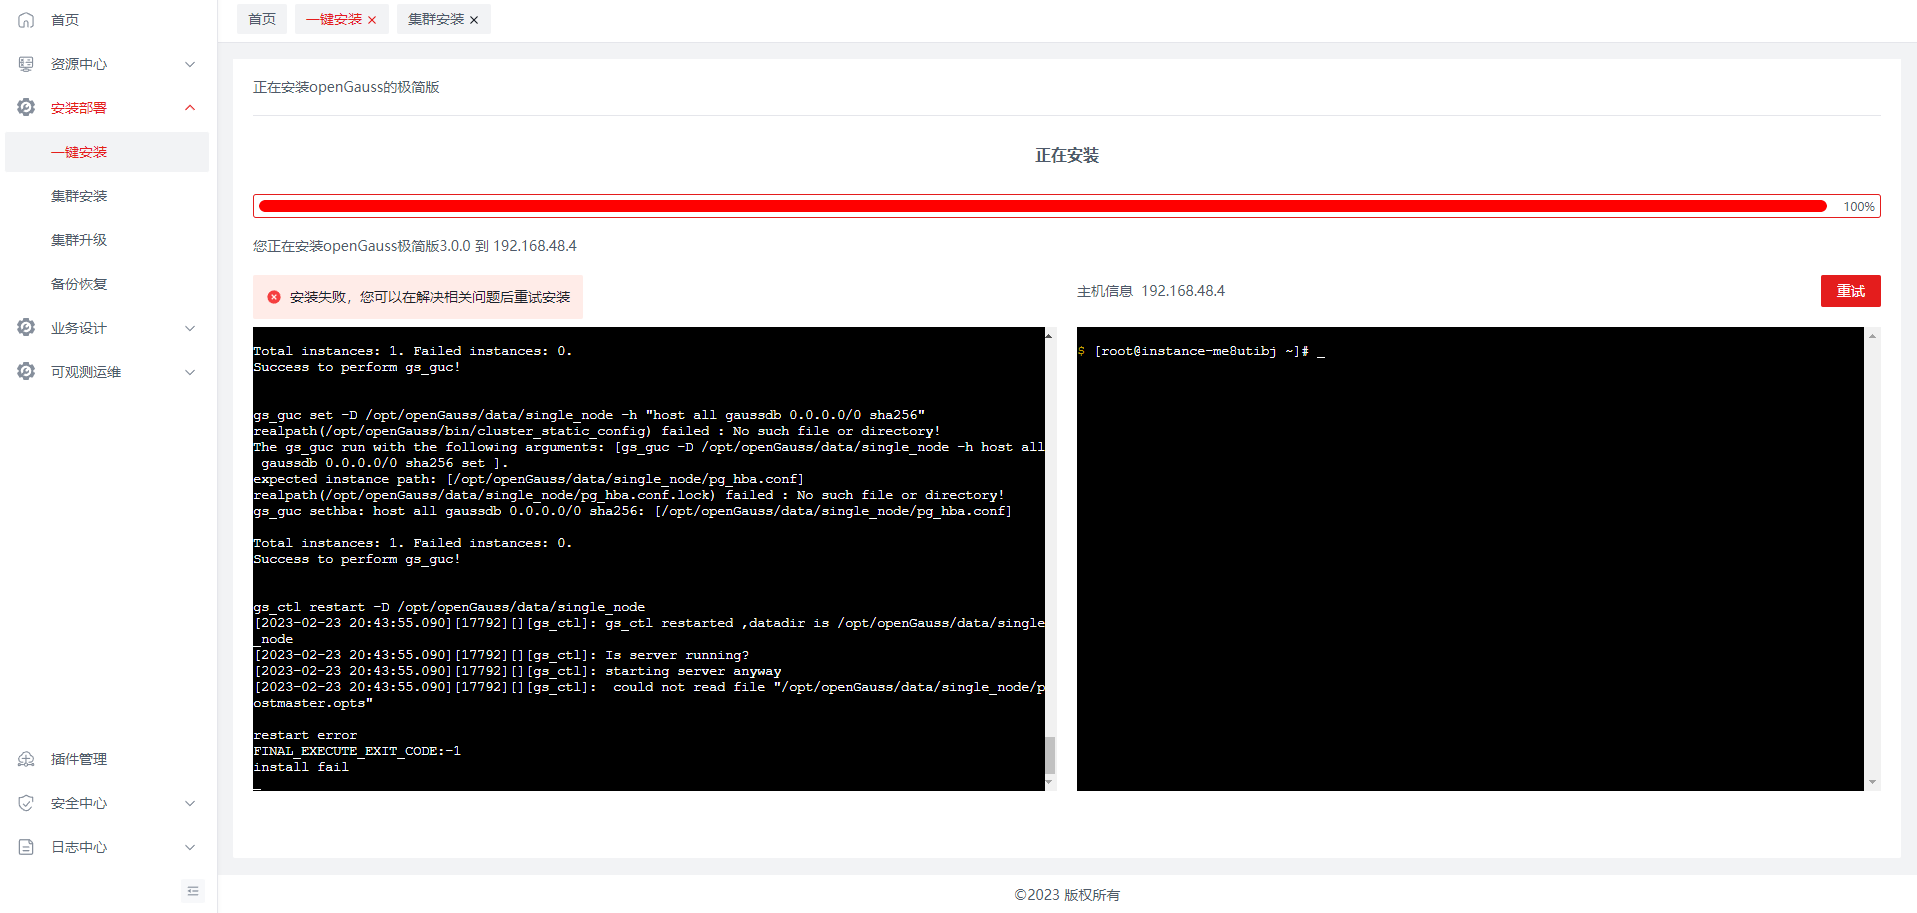 首页
资源中心
安装部署
一键安装
集群安装
集群升级
备份恢复
业务设计
可观测运维
插件管理
安全中心
日志中心
首页
一键安装 ×
集群安装 ×
正在安装openGauss的极简版
正在安装
100%
您正在安装openGauss极简版3.0.0 到 192.168.48.4
安装失败，您可以在解决相关问题后重试安装
Total instances: 1. Failed instances: 0.
Success to perform gs_guc!
gs_guc set -D /opt/openGauss/data/single_node -h "host all gaussdb 0.0.0.0/0 sha256"
realpath(/opt/openGauss/bin/cluster_static_config) failed : No such file or directory!
The gs_guc run with the following arguments: [gs_guc -D /opt/openGauss/data/single_node -h host all
gaussdb 0.0.0.0/0 sha256 set ].
expected instance path: [/opt/openGauss/data/single_node/pg_hba.conf]
realpath(/opt/openGauss/data/single_node/pg_hba.conf.lock) failed : No such file or directory!
gs_guc sethba: host all gaussdb 0.0.0.0/0 sha256: [/opt/openGauss/data/single_node/pg_hba.conf]
Total instances: 1. Failed instances: 0.
Success to perform gs_guc!
gs_ctl restart -D /opt/openGauss/data/single_node
[2023-02-23 20:43:55.090][17792][][gs_ctl]: gs_ctl restarted ,datadir is /opt/openGauss/data/single
_node
[2023-02-23 20:43:55.090][17792][][gs_ctl]: Is server running?
[2023-02-23 20:43:55.090][17792][][gs_ctl]: starting server anyway
[2023-02-23 20:43:55.090][17792][][gs_ctl]:  could not read file "/opt/openGauss/data/single_node/p
ostmaster.opts"
restart error
FINAL_EXECUTE_EXIT_CODE:-1
install fail
_
主机信息 192.168.48.4
重试
$ [root@instance-me8utibj ~]# _
©2023 版权所有